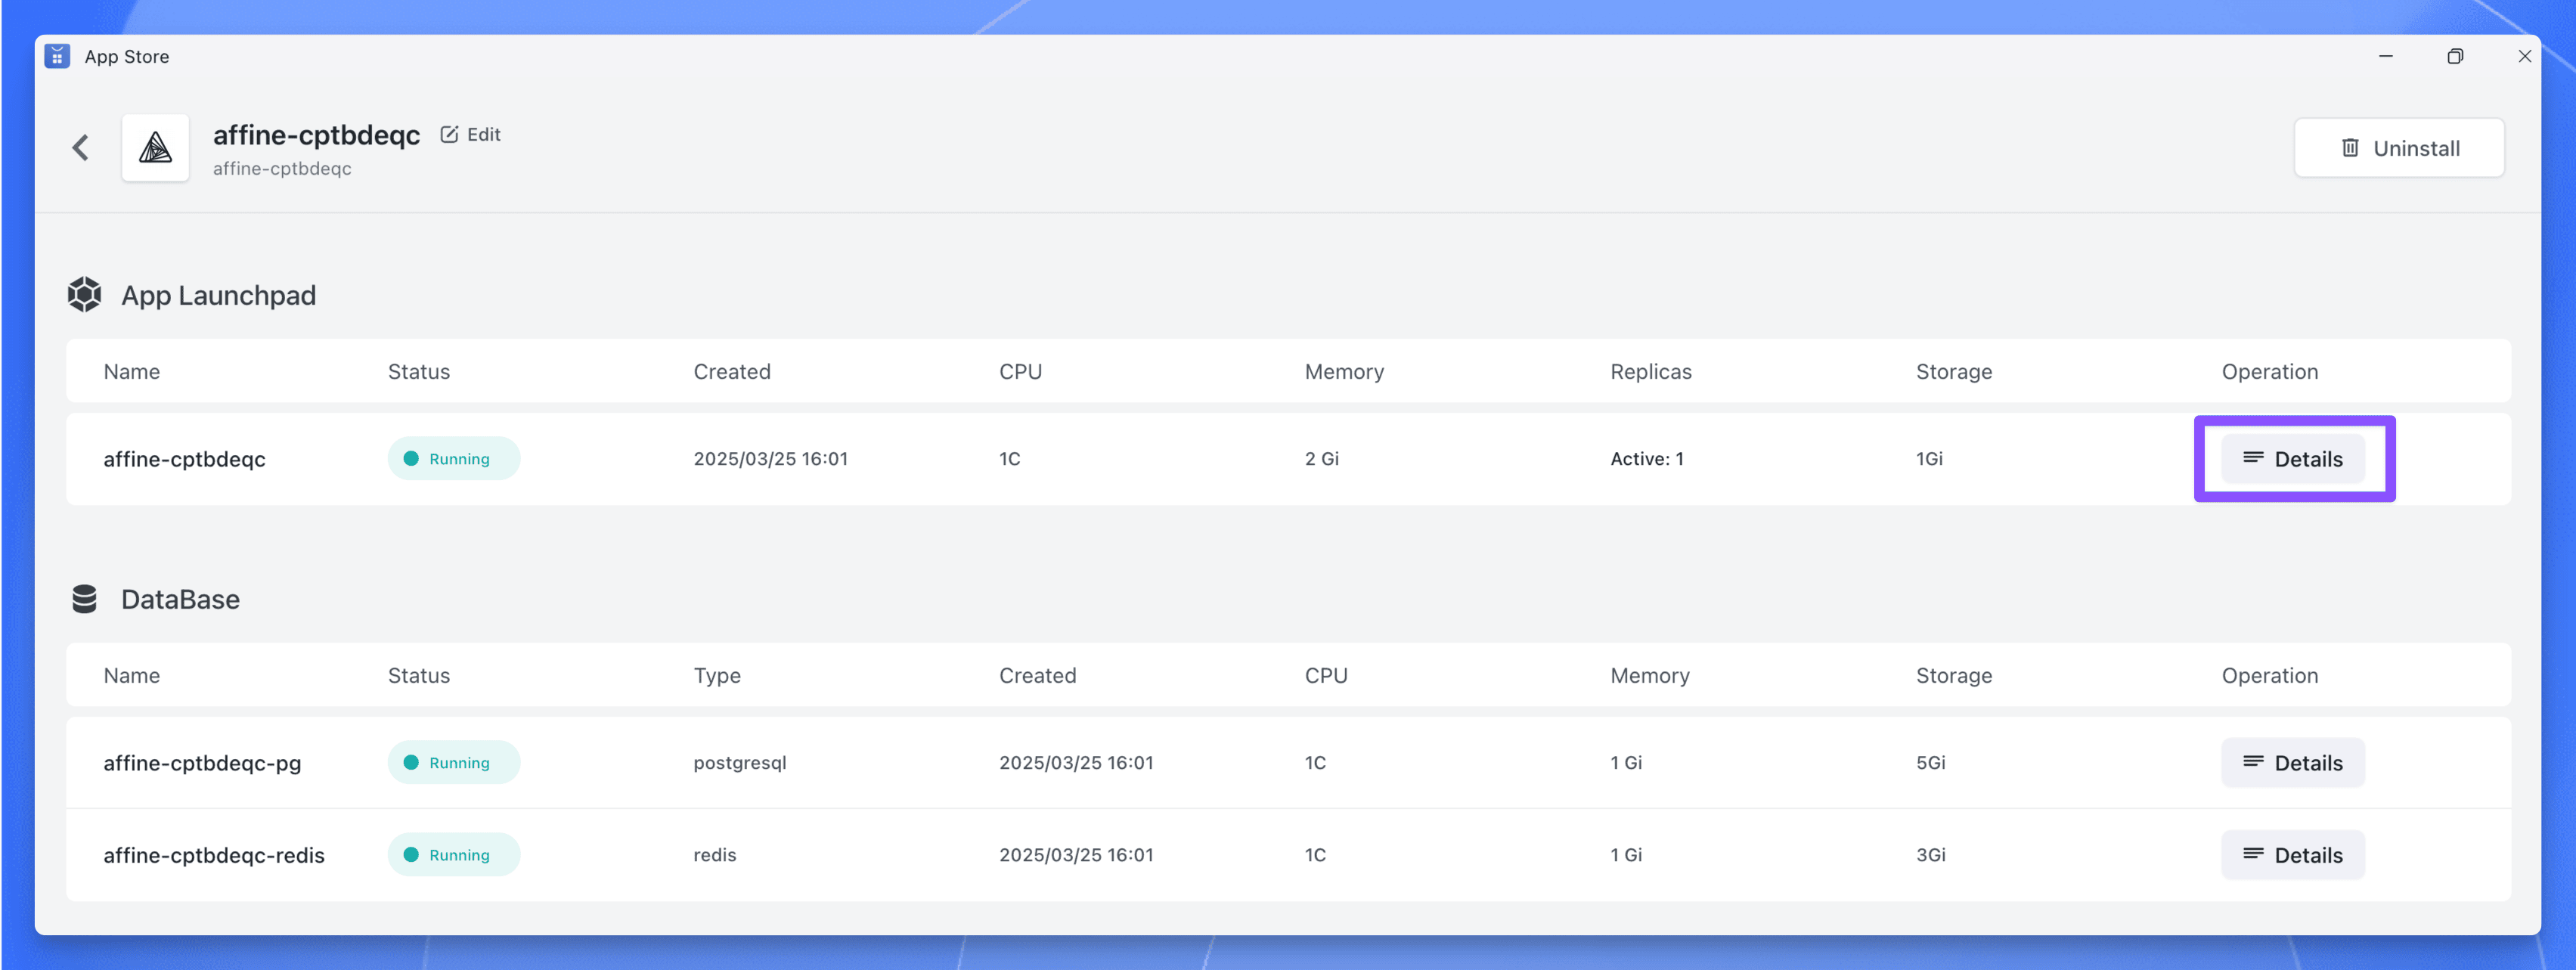 App Store
affine-cptbdeqc Edit
affine-cptbdeqc
Uninstall
App Launchpad
Name Status Created CPU Memory Replicas Storage Operation
affine-cptbdeqc Running 2025/03/25 16:01 1C 2 Gi Active: 1 1Gi Details
DataBase
Name Status Type Created CPU Memory Storage Operation
affine-cptbdeqc-pg Running postgresql 2025/03/25 16:01 1C 1 Gi 5Gi Details
affine-cptbdeqc-redis Running redis 2025/03/25 16:01 1C 1 Gi 3Gi Details